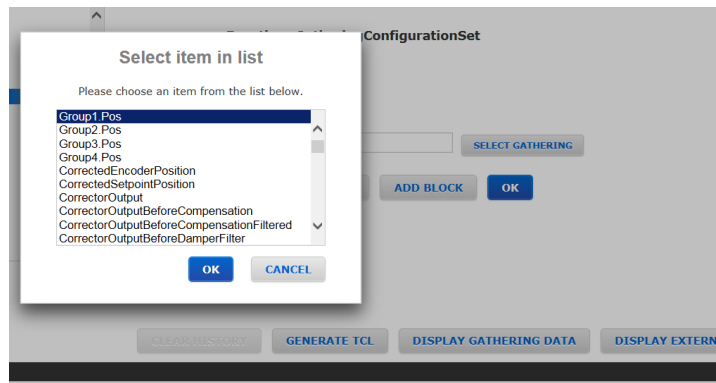 ConfigurationSet
Select item in list
Please choose an item from the list below.
Group1.Pos
Group2.Pos
Group3.Pos
Group4.Pos
CorrectedEncoderPosition
CorrectedSetpointPosition
CorrectorOutput
CorrectorOutputBeforeCompensation
CorrectorOutputBeforeCompensationFiltered
CorrectorOutputBeforeDamperFilter
OK CANCEL
SELECT GATHERING
ADD BLOCK OK
CLEAR HISTORY GENERATE TCL DISPLAY GATHERING DATA DISPLAY EXTERN